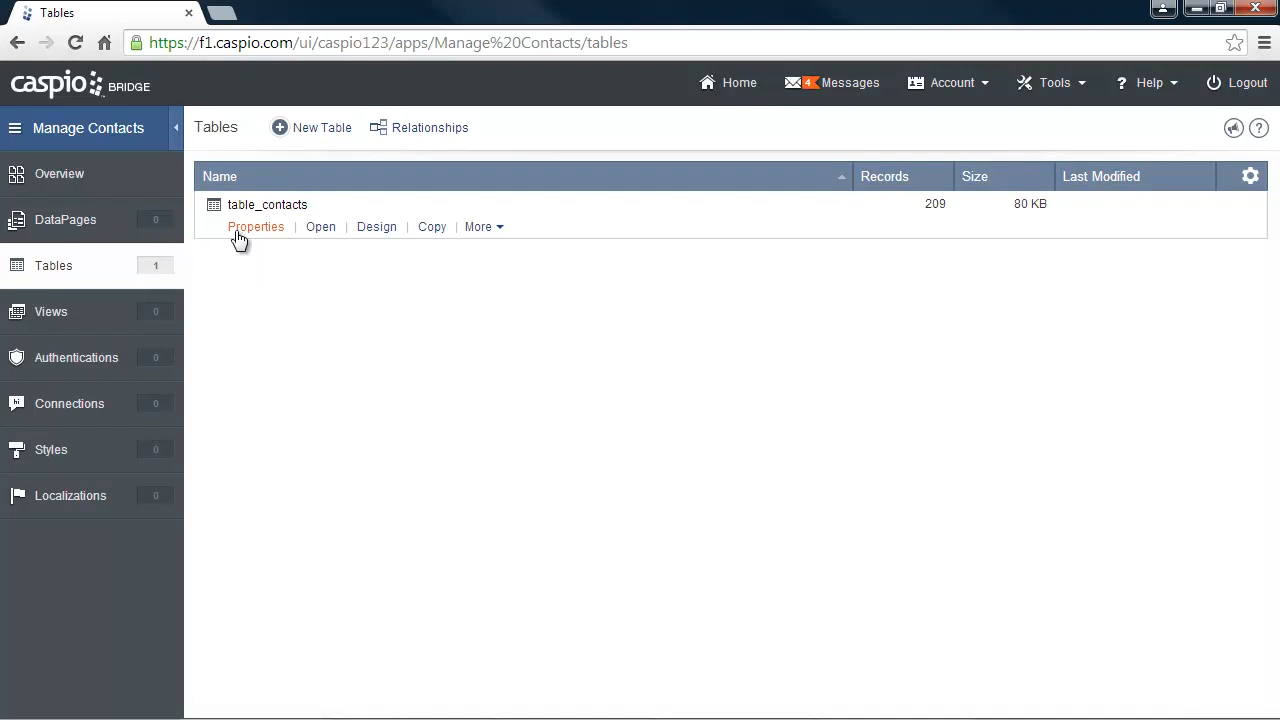 Tables
https://f1.caspio.com/ui/caspio123/apps/Manage%20Contacts/tables
caspio BRIDGE
Home
4 Messages
Account
Tools
? Help
Logout
Manage Contacts
Tables
New Table
Relationships
?
Overview
DataPages 0
Tables 1
Views 0
Authentications 0
hi Connections 0
Styles 0
Localizations 0
Name Records Size Last Modified
table_contacts 209 80 KB
Properties | Open | Design | Copy | More